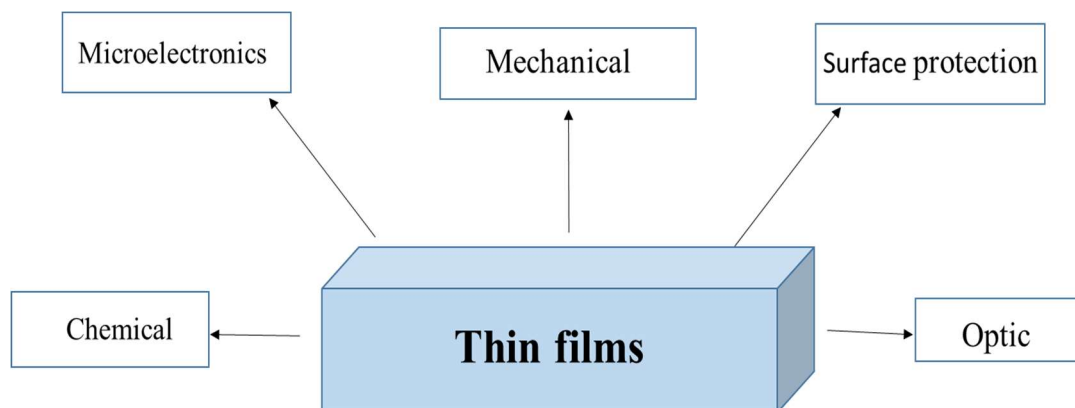 Microelectronics
Mechanical
Surface protection
Chemical
Thin films
Optic